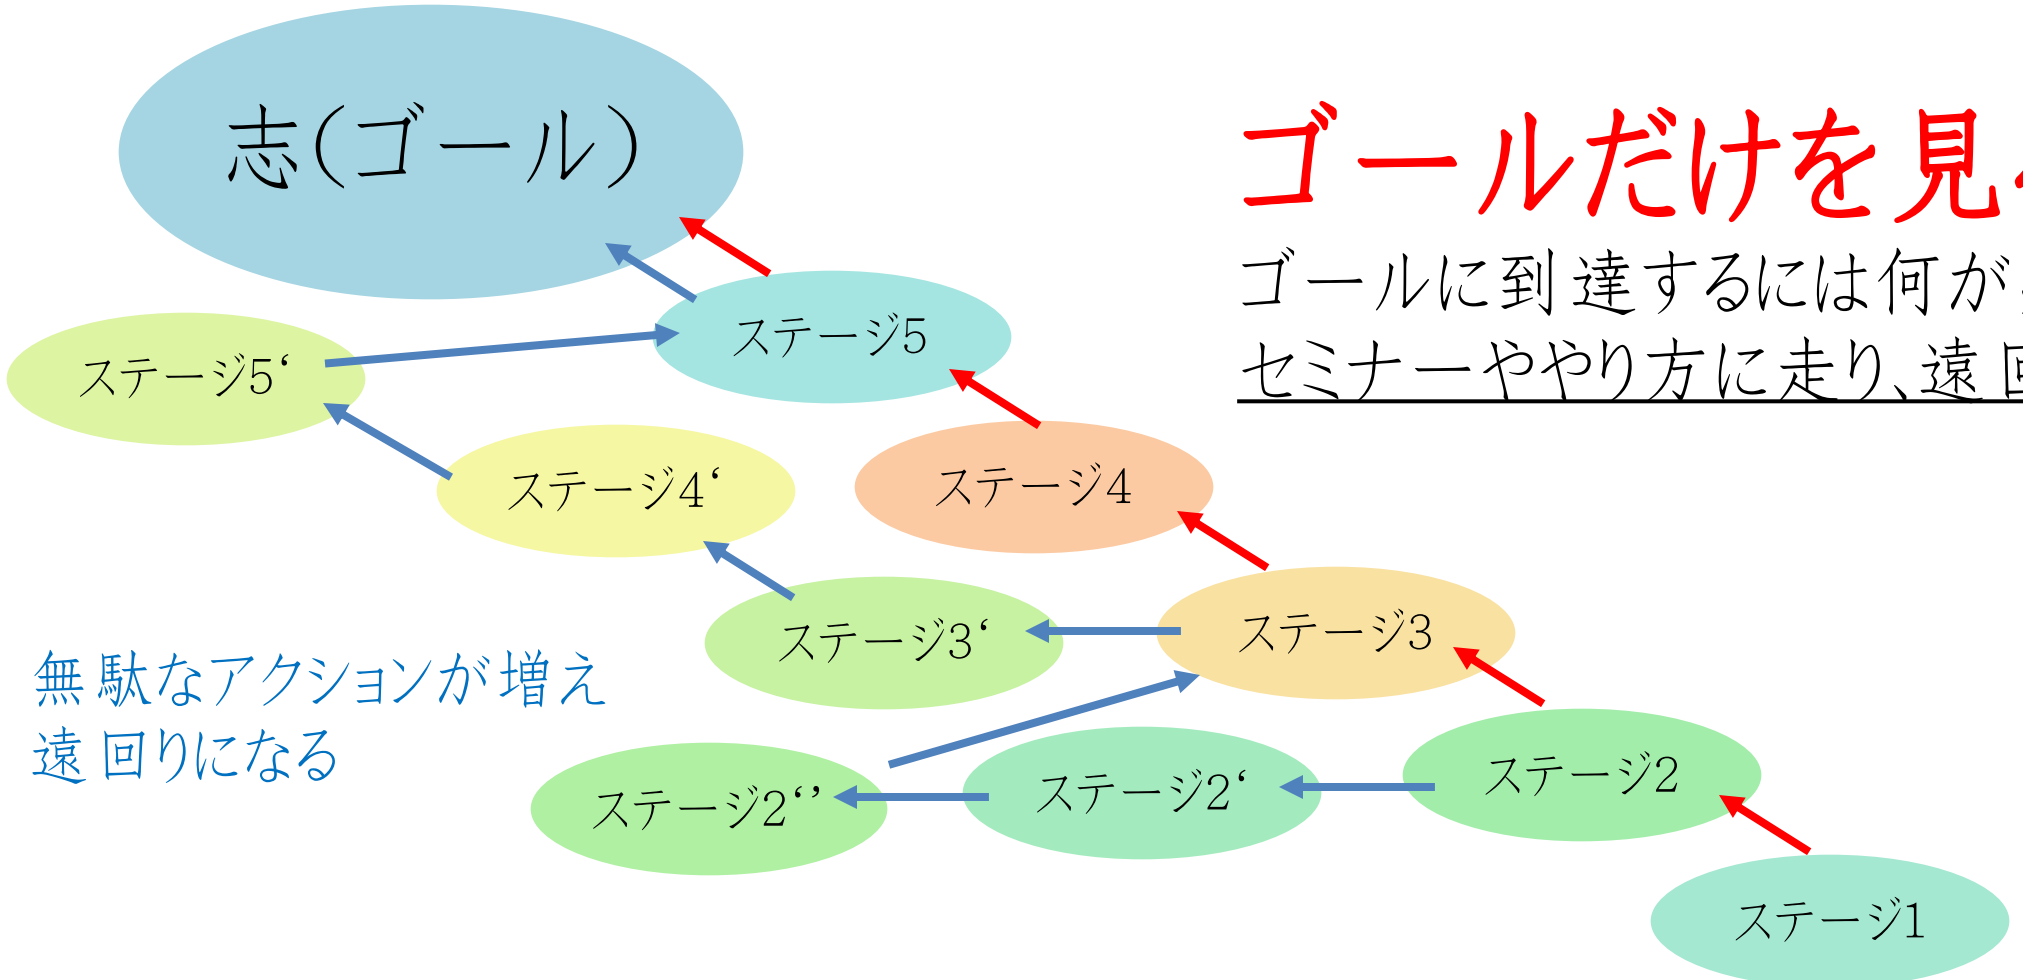 志(ゴール)
ゴールだけを見
ゴールに到達するには何が
セミナーややり方に走り、遠回
ステージ5
ステージ5‘
ステージ4‘
ステージ4
ステージ3‘
ステージ3
無駄なアクションが増え
遠回りになる
ステージ2
ステージ2‘
ステージ2‘’
ステージ1